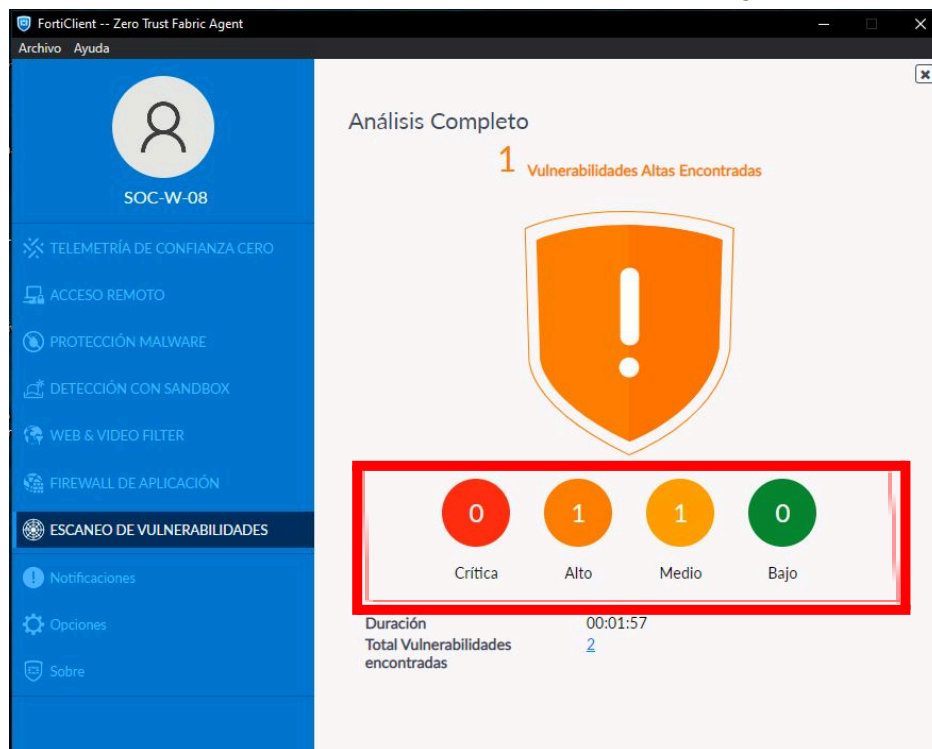 FortiClient -- Zero Trust Fabric Agent
Archivo Ayuda
SOC-W-08
TELEMETRÍA DE CONFIANZA CERO
ACCESO REMOTO
PROTECCIÓN MALWARE
DETECCIÓN CON SANDBOX
WEB & VIDEO FILTER
FIREWALL DE APLICACIÓN
ESCANEO DE VULNERABILIDADES
Notificaciones
Opciones
Sobre
Análisis Completo
1 Vulnerabilidades Altas Encontradas
0 1 1 0
Crítica Alto Medio Bajo
Duración 00:01:57
Total Vulnerabilidades 2
encontradas